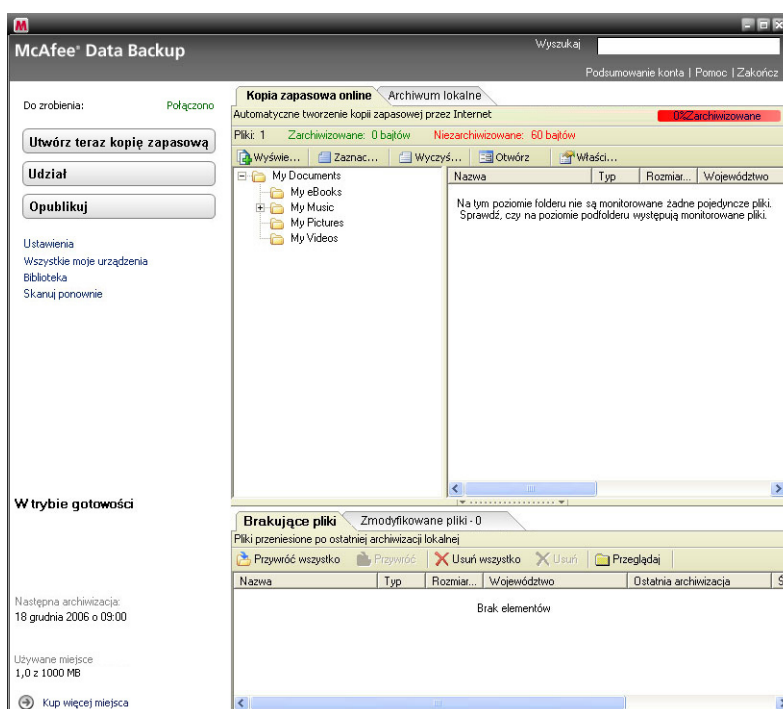 McAfee® Data Backup
Wyszukaj
Podsumowanie konta | Pomoc | Zakończ
Do zrobienia: Połączono
Utwórz teraz kopię zapasową
Udział
Opublikuj
Ustawienia
Wszystkie moje urządzenia
Biblioteka
Skanuj ponownie
W trybie gotowości
Następna archiwizacja:
18 grudnia 2006 o 09:00
Używane miejsce
1,0 z 1000 MB
Kup więcej miejsca
Kopia zapasowa online Archiwum lokalne
Automatyczne tworzenie kopii zapasowej przez Internet 0%Zarchiwizowane
Pliki: 1 Zarchiwizowane: 0 bajtów Niezarchiwizowane: 60 bajtów
Wyświe... Zaznac... Wyczyś... Otwórz Właści...
My Documents
My eBooks
My Music
My Pictures
My Videos
Nazwa Typ Rozmiar... Województwo
Na tym poziomie folderu nie są monitorowane żadne pojedyncze pliki.
Sprawdź, czy na poziomie podfolderu występują monitorowane pliki.
Brakujące pliki Zmodyfikowane pliki - 0
Pliki przeniesione po ostatniej archiwizacji lokalnej
Przywróć wszystko Przywróć Usuń wszystko Usuń Przeglądaj
Nazwa Typ Rozmiar... Województwo Ostatnia archiwizacja Ś
Brak elementów